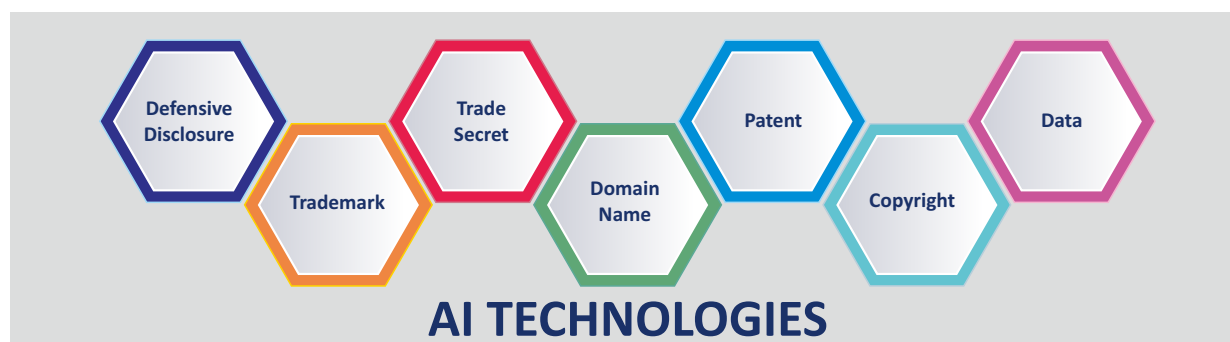 Defensive
Disclosure
Trademark
Trade
Secret
Domain
Name
Patent
Copyright
Data
AI TECHNOLOGIES